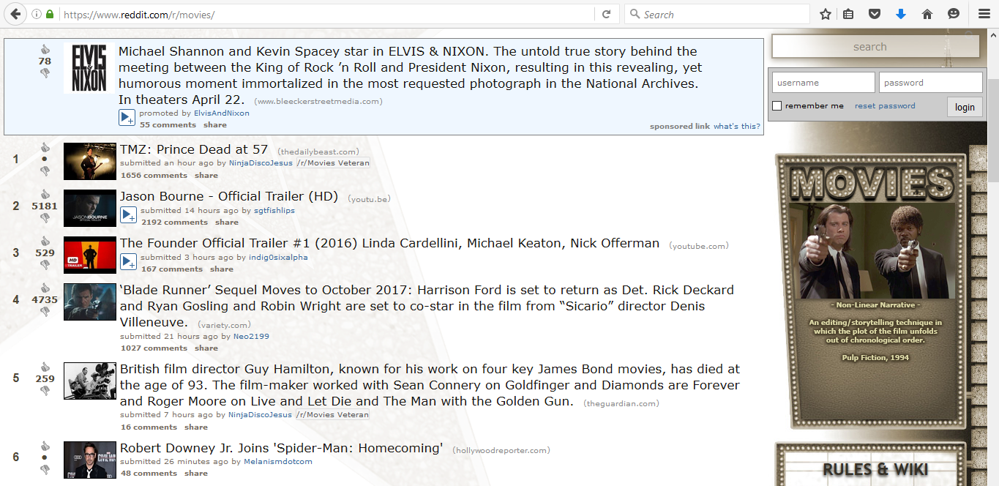 https://www.reddit.com/r/movies/
Search
78
ELVIS
&
NIXON
Michael Shannon and Kevin Spacey star in ELVIS & NIXON. The untold true story behind the
meeting between the King of Rock ’n Roll and President Nixon, resulting in this revealing, yet
humorous moment immortalized in the most requested photograph in the National Archives.
In theaters April 22. (www.bleeckerstreetmedia.com)
promoted by ElvisAndNixon
55 comments share
sponsored link what's this?
1
•
TMZ: Prince Dead at 57 (thedailybeast.com)
submitted an hour ago by NinjaDiscoJesus /r/Movies Veteran
1656 comments share
2
5181
JASON BOURNE
Jason Bourne - Official Trailer (HD) (youtu.be)
submitted 14 hours ago by sgtfishlips
2192 comments share
3
529
HD
TRAILER
The Founder Official Trailer #1 (2016) Linda Cardellini, Michael Keaton, Nick Offerman (youtube.com)
submitted 3 hours ago by indig0sixalpha
167 comments share
4
4735
‘Blade Runner’ Sequel Moves to October 2017: Harrison Ford is set to return as Det. Rick Deckard
and Ryan Gosling and Robin Wright are set to co-star in the film from “Sicario” director Denis
Villeneuve. (variety.com)
submitted 21 hours ago by Neo2199
1027 comments share
5
259
British film director Guy Hamilton, known for his work on four key James Bond movies, has died at
the age of 93. The film-maker worked with Sean Connery on Goldfinger and Diamonds are Forever
and Roger Moore on Live and Let Die and The Man with the Golden Gun. (theguardian.com)
submitted 7 hours ago by NinjaDiscoJesus /r/Movies Veteran
16 comments share
6
•
Robert Downey Jr. Joins 'Spider-Man: Homecoming' (hollywoodreporter.com)
submitted 26 minutes ago by Melanismdotcom
48 comments share
search
username password
remember me reset password login
MOVIES
- Non-Linear Narrative -
An editing/storytelling technique in
which the plot of the film unfolds
out of chronological order.
Pulp Fiction, 1994
RULES & WIKI